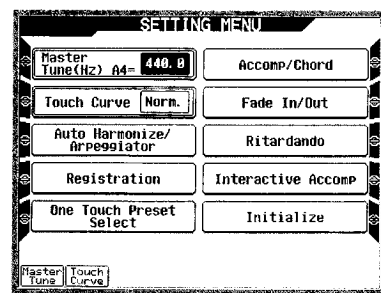 SETTING MENU
Master
Tune(Hz) A4= 440.0
Accomp/Chord
Touch Curve Norm.
Fade In/Out
Auto Harmonize/
Arpeggiator
Ritardando
Registration
Interactive Accomp
One Touch Preset
Select
Initialize
Master
Tune
Touch
Curve